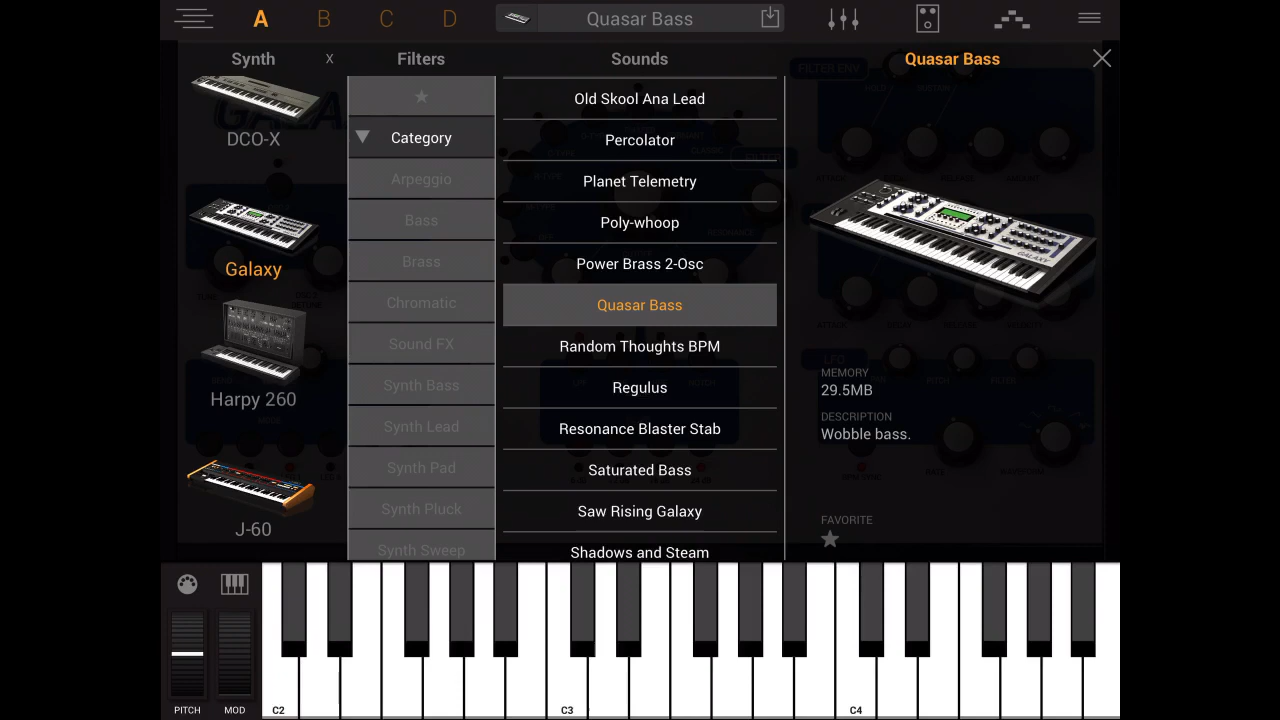 A B C D Quasar Bass
Synth x Filters Sounds Quasar Bass
DCO-X
Galaxy
Harpy 260
J-60
Category
Arpeggio
Bass
Brass
Chromatic
Sound FX
Synth Bass
Synth Lead
Synth Pad
Synth Pluck
Synth Sweep
Old Skool Ana Lead
Percolator
Planet Telemetry
Poly-whoop
Power Brass 2-Osc
Quasar Bass
Random Thoughts BPM
Regulus
Resonance Blaster Stab
Saturated Bass
Saw Rising Galaxy
Shadows and Steam
FILTER ENV
GALAXY
MEMORY
29.5MB
DESCRIPTION
Wobble bass.
FAVORITE
PITCH MOD C2 C3 C4